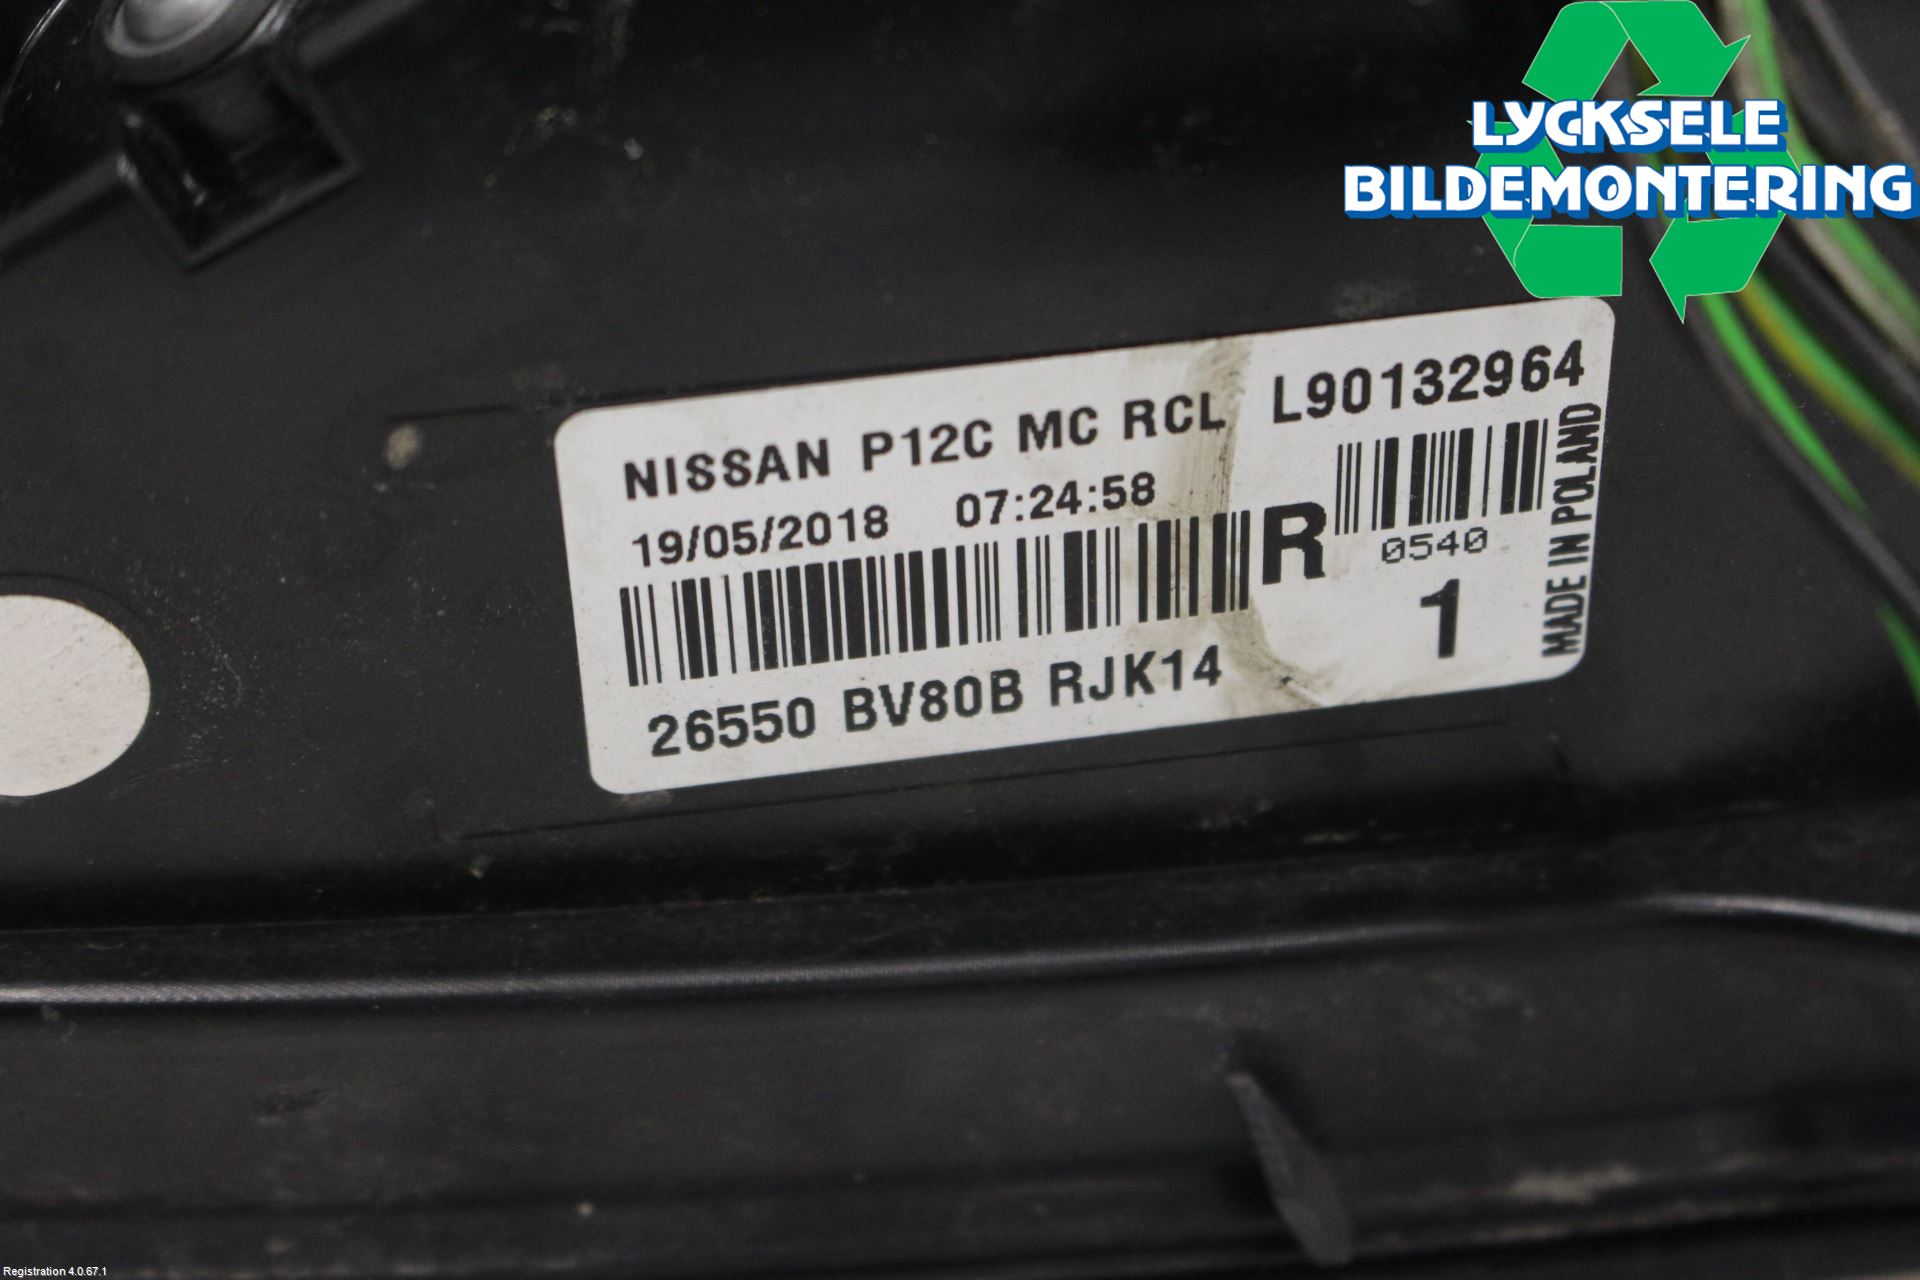 LYCKSELE
BILDEMONTERING
NISSAN P12C MC RCL L90132964
19/05/2018 07:24:58
R
0540
1
26550 BV80B RJK14
MADE IN POLAND
Registration 4.0.67.1